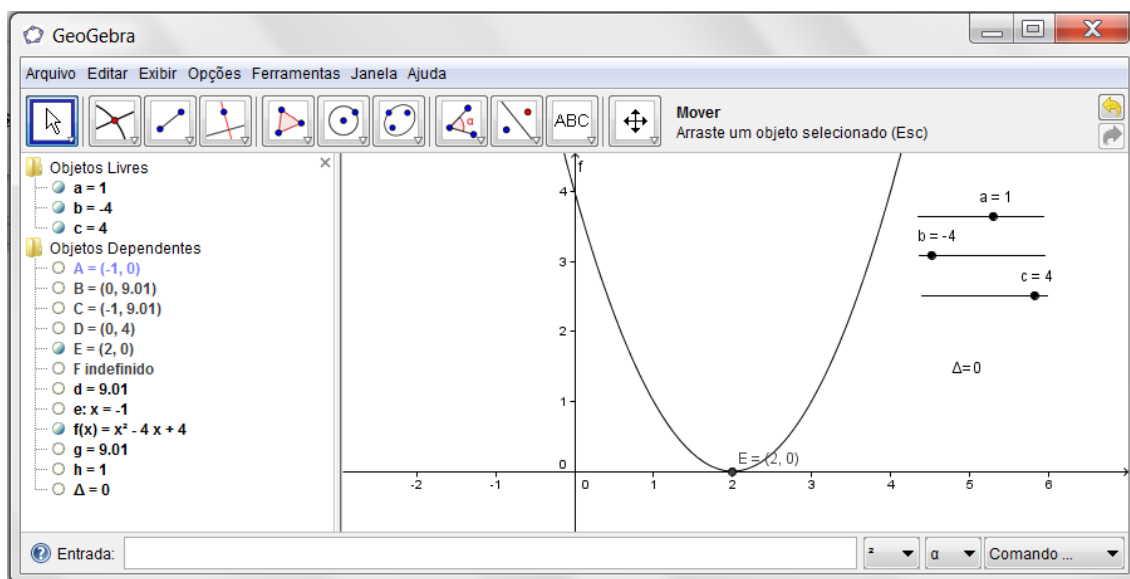 GeoGebra
Arquivo Editar Exibir Opções Ferramentas Janela Ajuda
ABC
Mover
Arraste um objeto selecionado (Esc)
Objetos Livres
a = 1
b = -4
c = 4
Objetos Dependentes
A = (-1, 0)
B = (0, 9.01)
C = (-1, 9.01)
D = (0, 4)
E = (2, 0)
F indefinido
d = 9.01
e: x = -1
f(x) = x² - 4 x + 4
g = 9.01
h = 1
Δ = 0
f
4
3
2
1
0
-2 -1 0 1 2 3 4 5 6
E = (2, 0)
a = 1
b = -4
c = 4
Δ=0
Entrada:
² α Comando ...